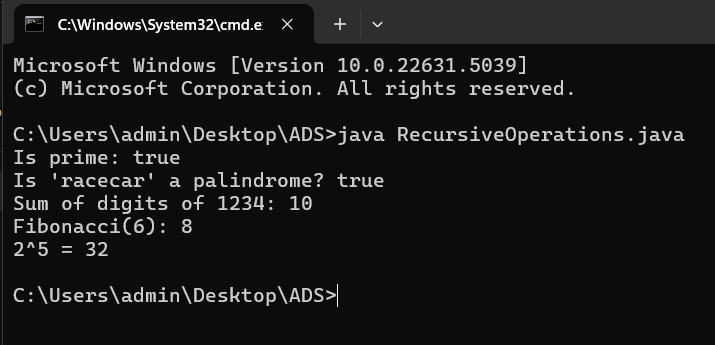 C:\Windows\System32\cmd.e
Microsoft Windows [Version 10.0.22631.5039]
(c) Microsoft Corporation. All rights reserved.
C:\Users\admin\Desktop\ADS>java RecursiveOperations.java
Is prime: true
Is 'racecar' a palindrome? true
Sum of digits of 1234: 10
Fibonacci(6): 8
2^5 = 32
C:\Users\admin\Desktop\ADS>